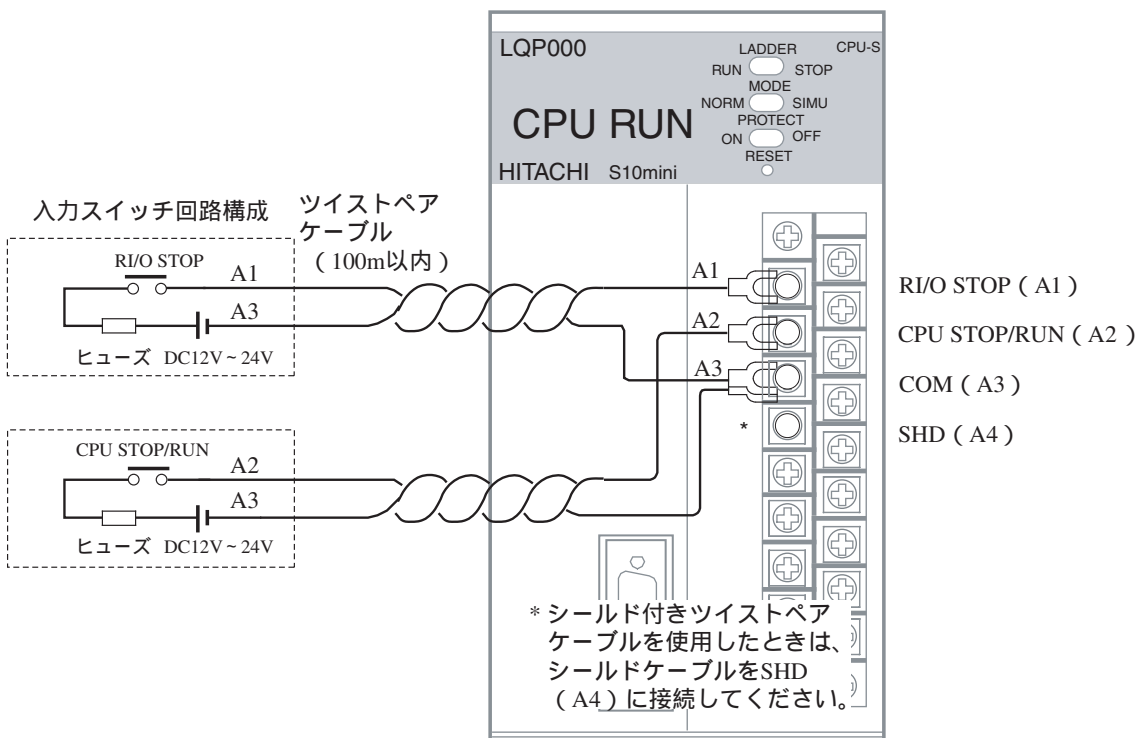 LQP000
LADDER
CPU-S
RUN
STOP
MODE
NORM
SIMU
CPU RUN
PROTECT
ON
OFF
RESET
HITACHI
S10mini
入力スイッチ回路構成
ツイストペア
ケーブル
（100m以内）
RI/O STOP
A1
A3
ヒューズ DC12V～24V
CPU STOP/RUN
A2
A3
ヒューズ DC12V～24V
A1
A2
A3
*
RI/O STOP（A1）
CPU STOP/RUN（A2）
COM（A3）
SHD（A4）
* シールド付きツイストペア
ケーブルを使用したときは、
シールドケーブルをSHD
（A4）に接続してください。